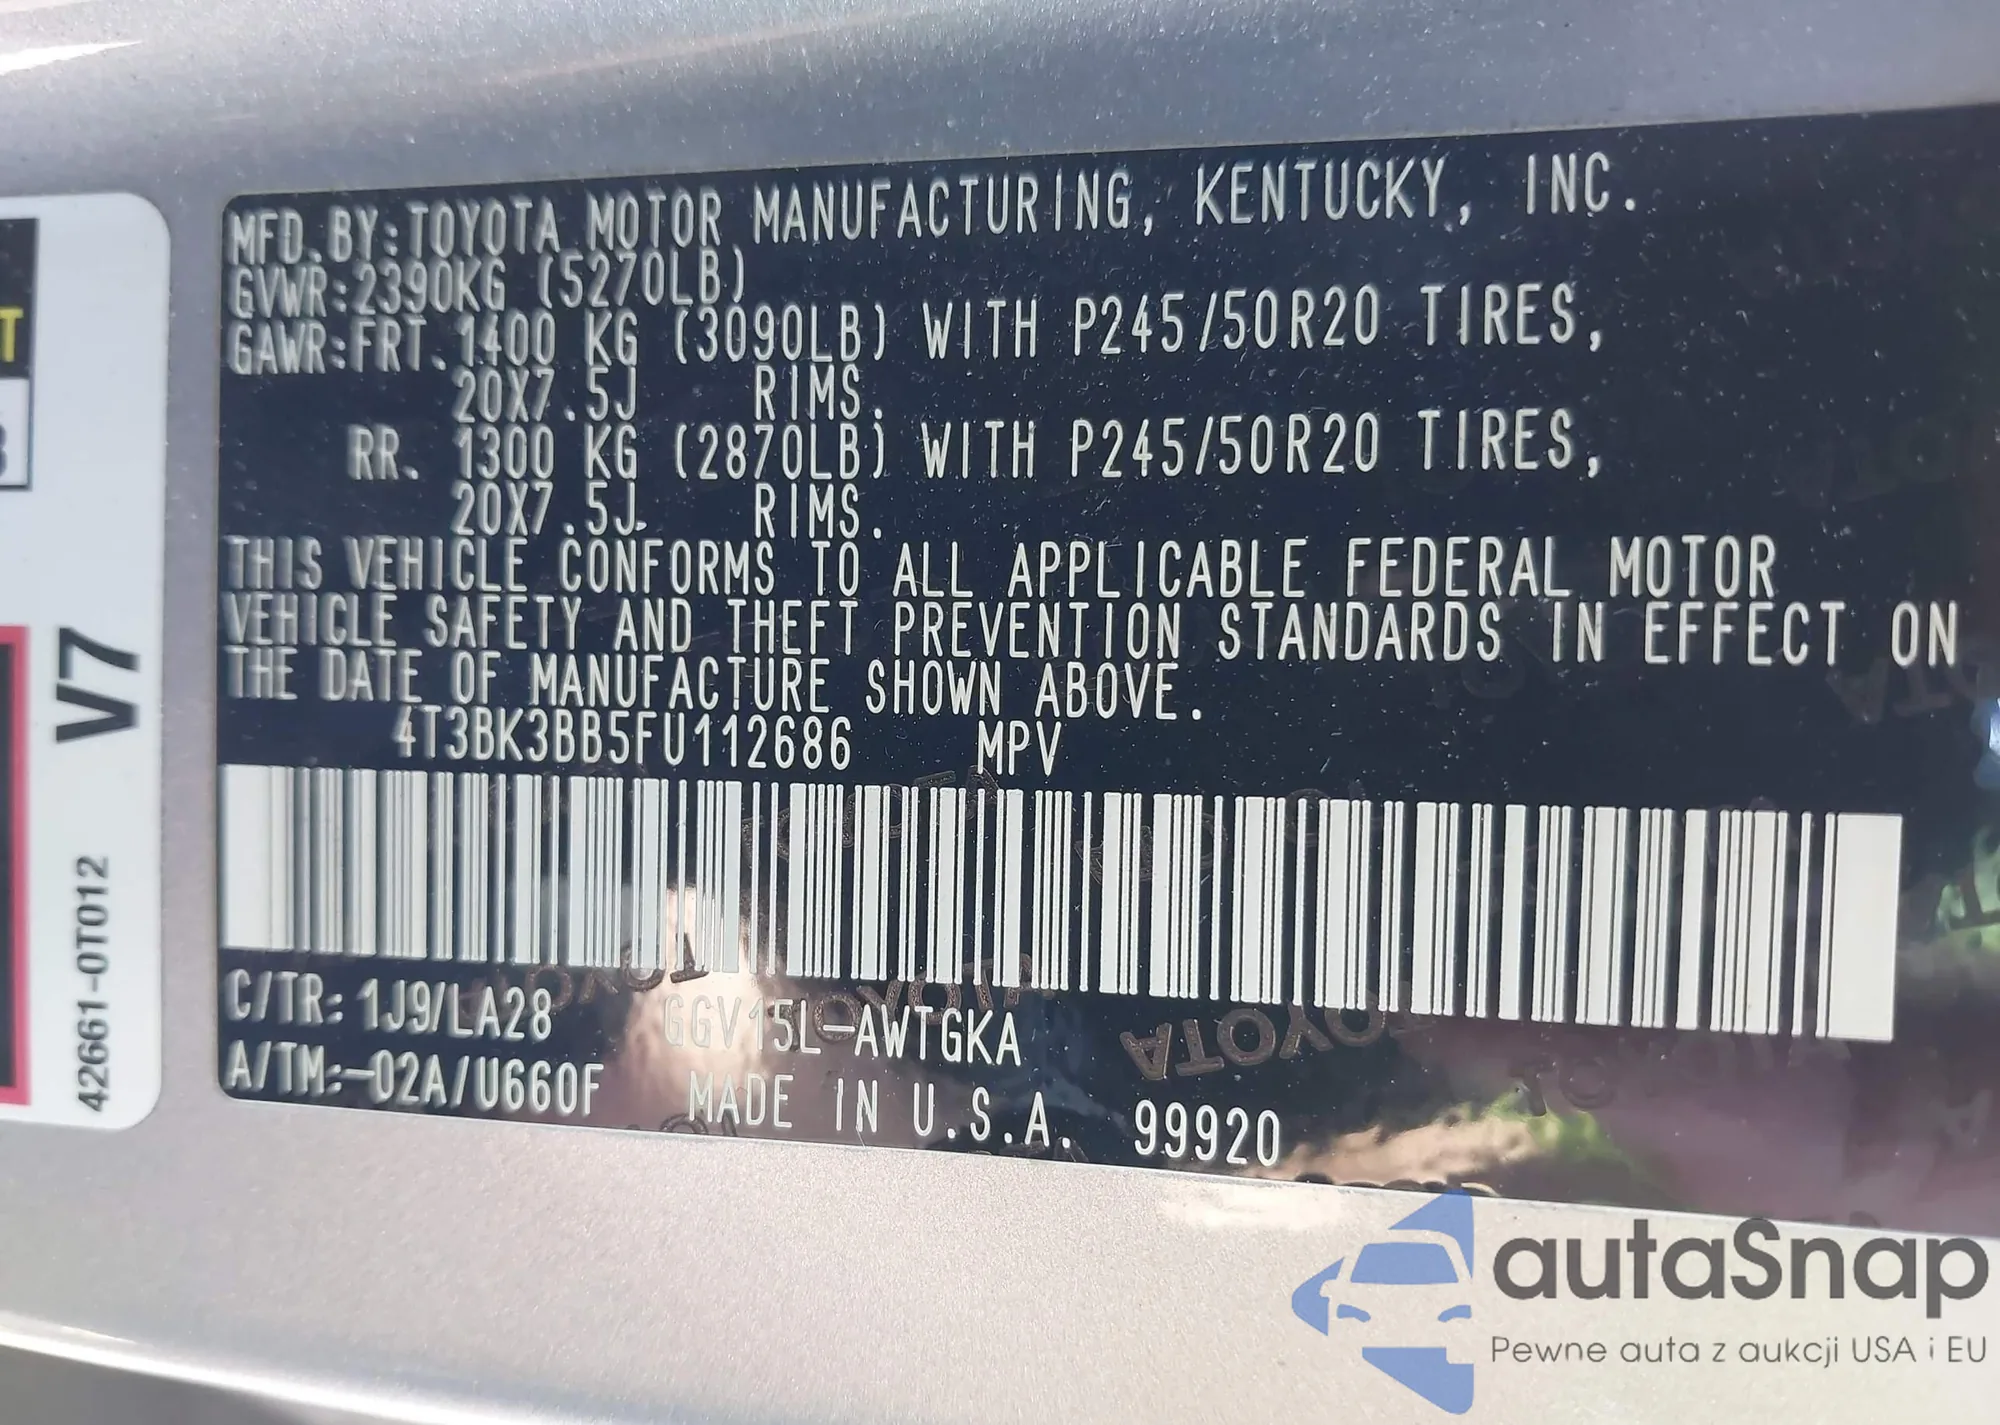 MFD.BY:TOYOTA MOTOR MANUFACTURING, KENTUCKY, INC.
GVWR:2390KG (5270LB)
GAWR:FRT. 1400 KG (3090LB) WITH P245/50R20 TIRES,
20X7.5J RIMS.
RR. 1300 KG (2870LB) WITH P245/50R20 TIRES,
20X7.5J RIMS.
THIS VEHICLE CONFORMS TO ALL APPLICABLE FEDERAL MOTOR
VEHICLE SAFETY AND THEFT PREVENTION STANDARDS IN EFFECT ON
THE DATE OF MANUFACTURE SHOWN ABOVE.
4T3BK3BB5FU112686 MPV
C/TR: 1J9/LA28 GGV15L-AWTGKA
A/TM:-02A/U660F MADE IN U.S.A. 99920
T
V7
42661-0T012
TOYOTA
autaSnap
Pewne auta z aukcji USA i EU